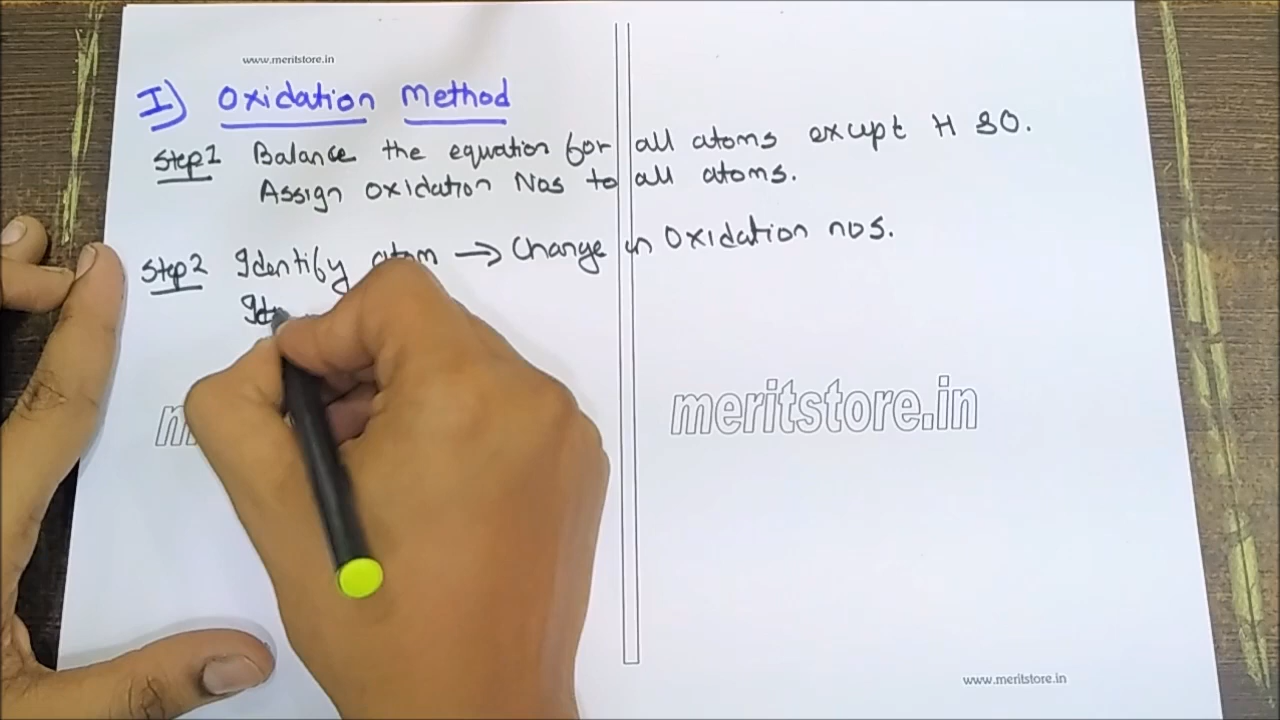 www.meritstore.in
I) Oxidation Method
Step1 Balance the equation for all atoms except H & O.
Assign oxidation Nos to all atoms.
Step2 Identify atom → Change in Oxidation nos.
meritstore.in
www.meritstore.in